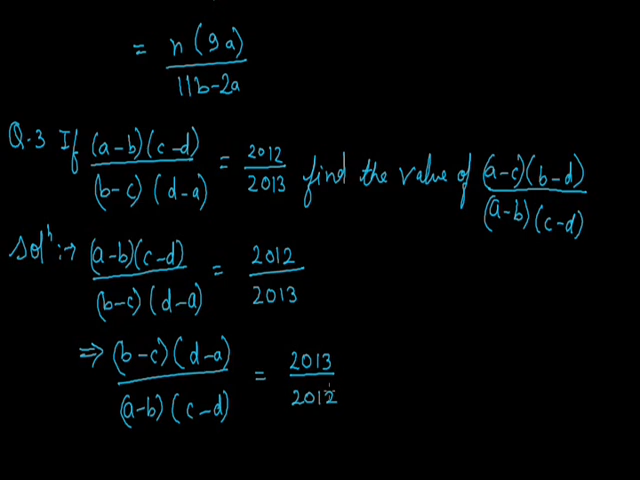 = n(9a)
11b-2a
Q.3 If (a-b)(c-d) / (b-c)(d-a) = 2012 / 2013 find the value of (a-c)(b-d) / (a-b)(c-d)
Solⁿ :→ (a-b)(c-d) / (b-c)(d-a) = 2012 / 2013
⇒ (b-c)(d-a) / (a-b)(c-d) = 2013 / 2012